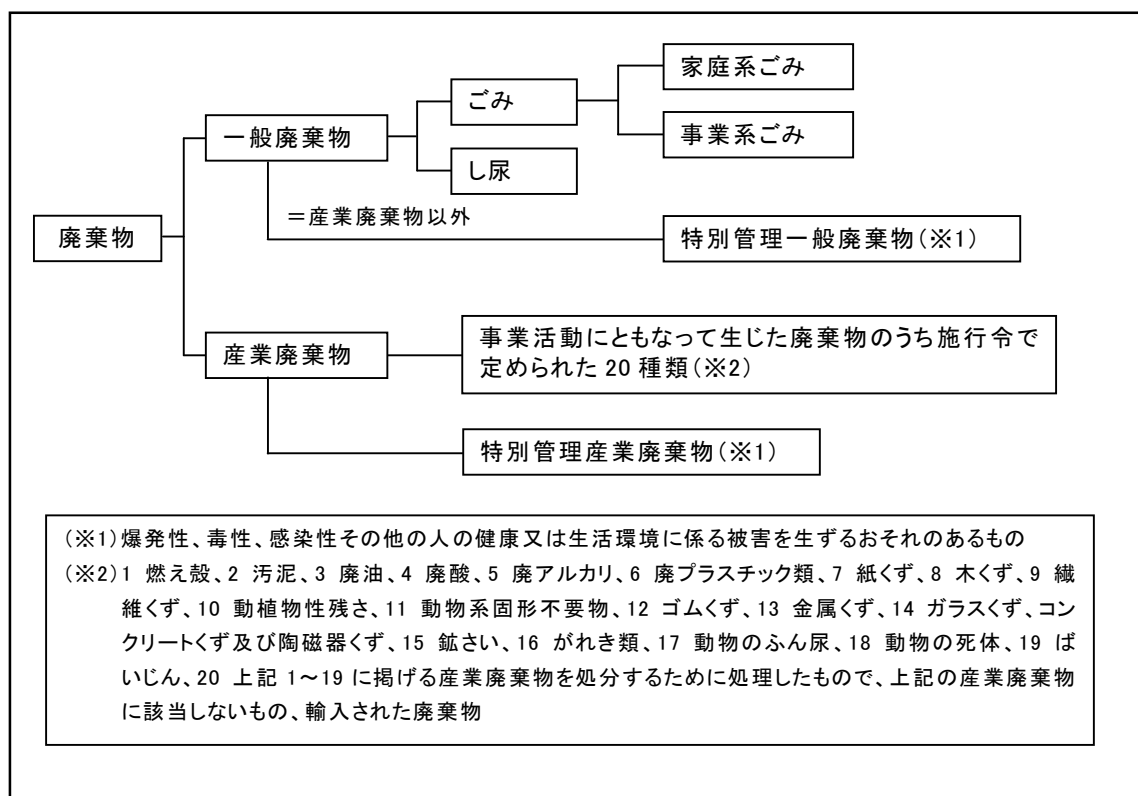 家庭系ごみ
ごみ
一般廃棄物
事業系ごみ
し尿
＝産業廃棄物以外
廃棄物
特別管理一般廃棄物(※1)
産業廃棄物
事業活動にともなって生じた廃棄物のうち施行令で
定められた 20 種類(※2)
特別管理産業廃棄物(※1)
(※1)爆発性、毒性、感染性その他の人の健康又は生活環境に係る被害を生ずるおそれのあるもの
(※2)1 燃え殻、2 汚泥、3 廃油、4 廃酸、5 廃アルカリ、6 廃プラスチック類、7 紙くず、8 木くず、9 繊
維くず、10 動植物性残さ、11 動物系固形不要物、12 ゴムくず、13 金属くず、14 ガラスくず、コン
クリートくず及び陶磁器くず、15 鉱さい、16 がれき類、17 動物のふん尿、18 動物の死体、19 ば
いじん、20 上記 1～19 に掲げる産業廃棄物を処分するために処理したもので、上記の産業廃棄物
に該当しないもの、輸入された廃棄物